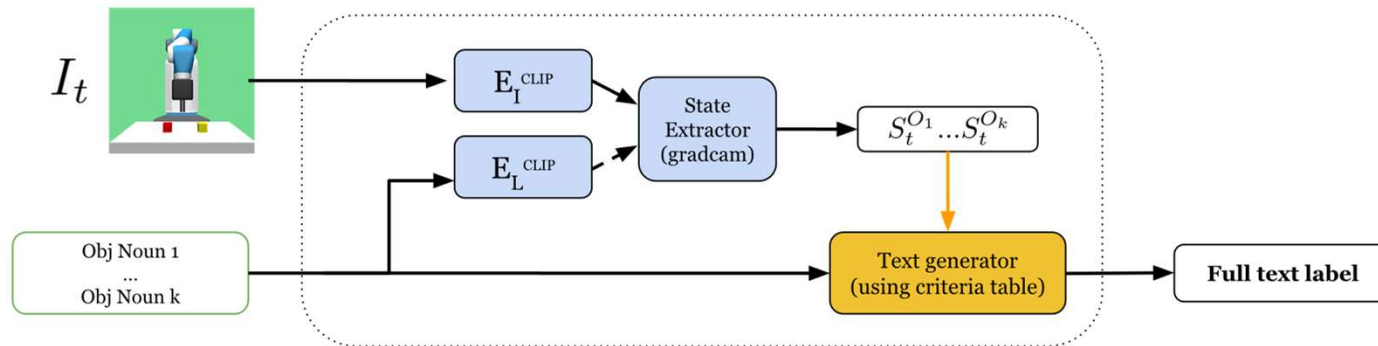 I_t
E_I^CLIP
E_L^CLIP
State
Extractor
(gradcam)
S_t^{O_1}...S_t^{O_k}
Obj Noun 1
...
Obj Noun k
Text generator
(using criteria table)
Full text label